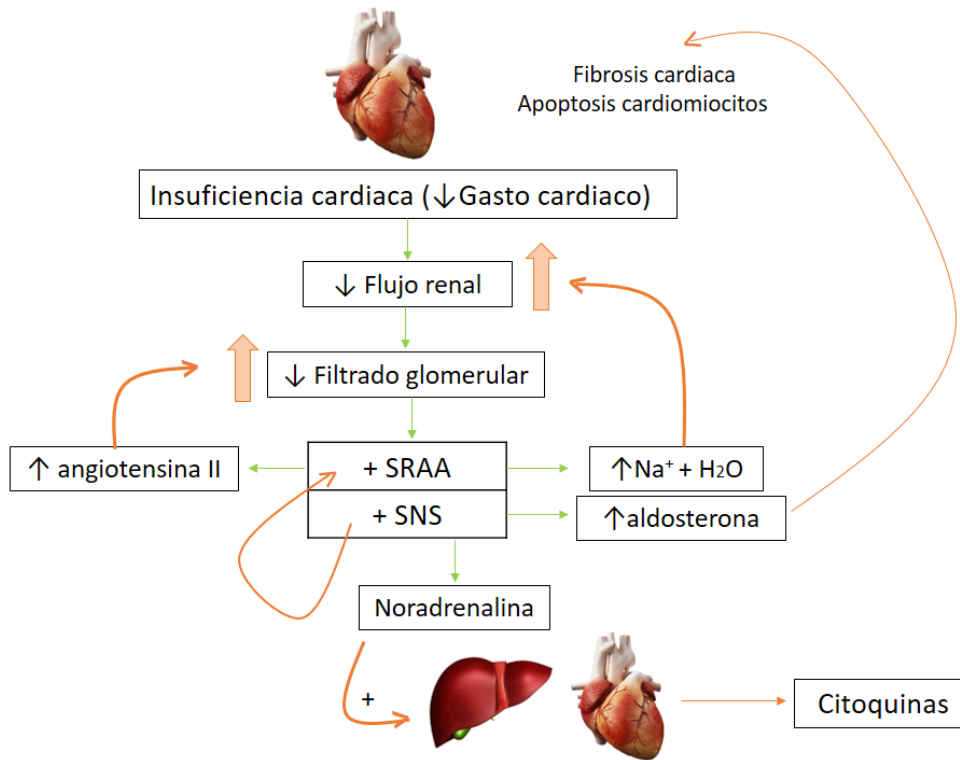 Fibrosis cardiaca
Apoptosis cardiomiocitos
Insuficiencia cardiaca (↓Gasto cardiaco)
↓ Flujo renal
↓ Filtrado glomerular
↑ angiotensina II
+ SRAA
↑Na⁺ + H₂O
+ SNS
↑aldosterona
Noradrenalina
+
Citoquinas